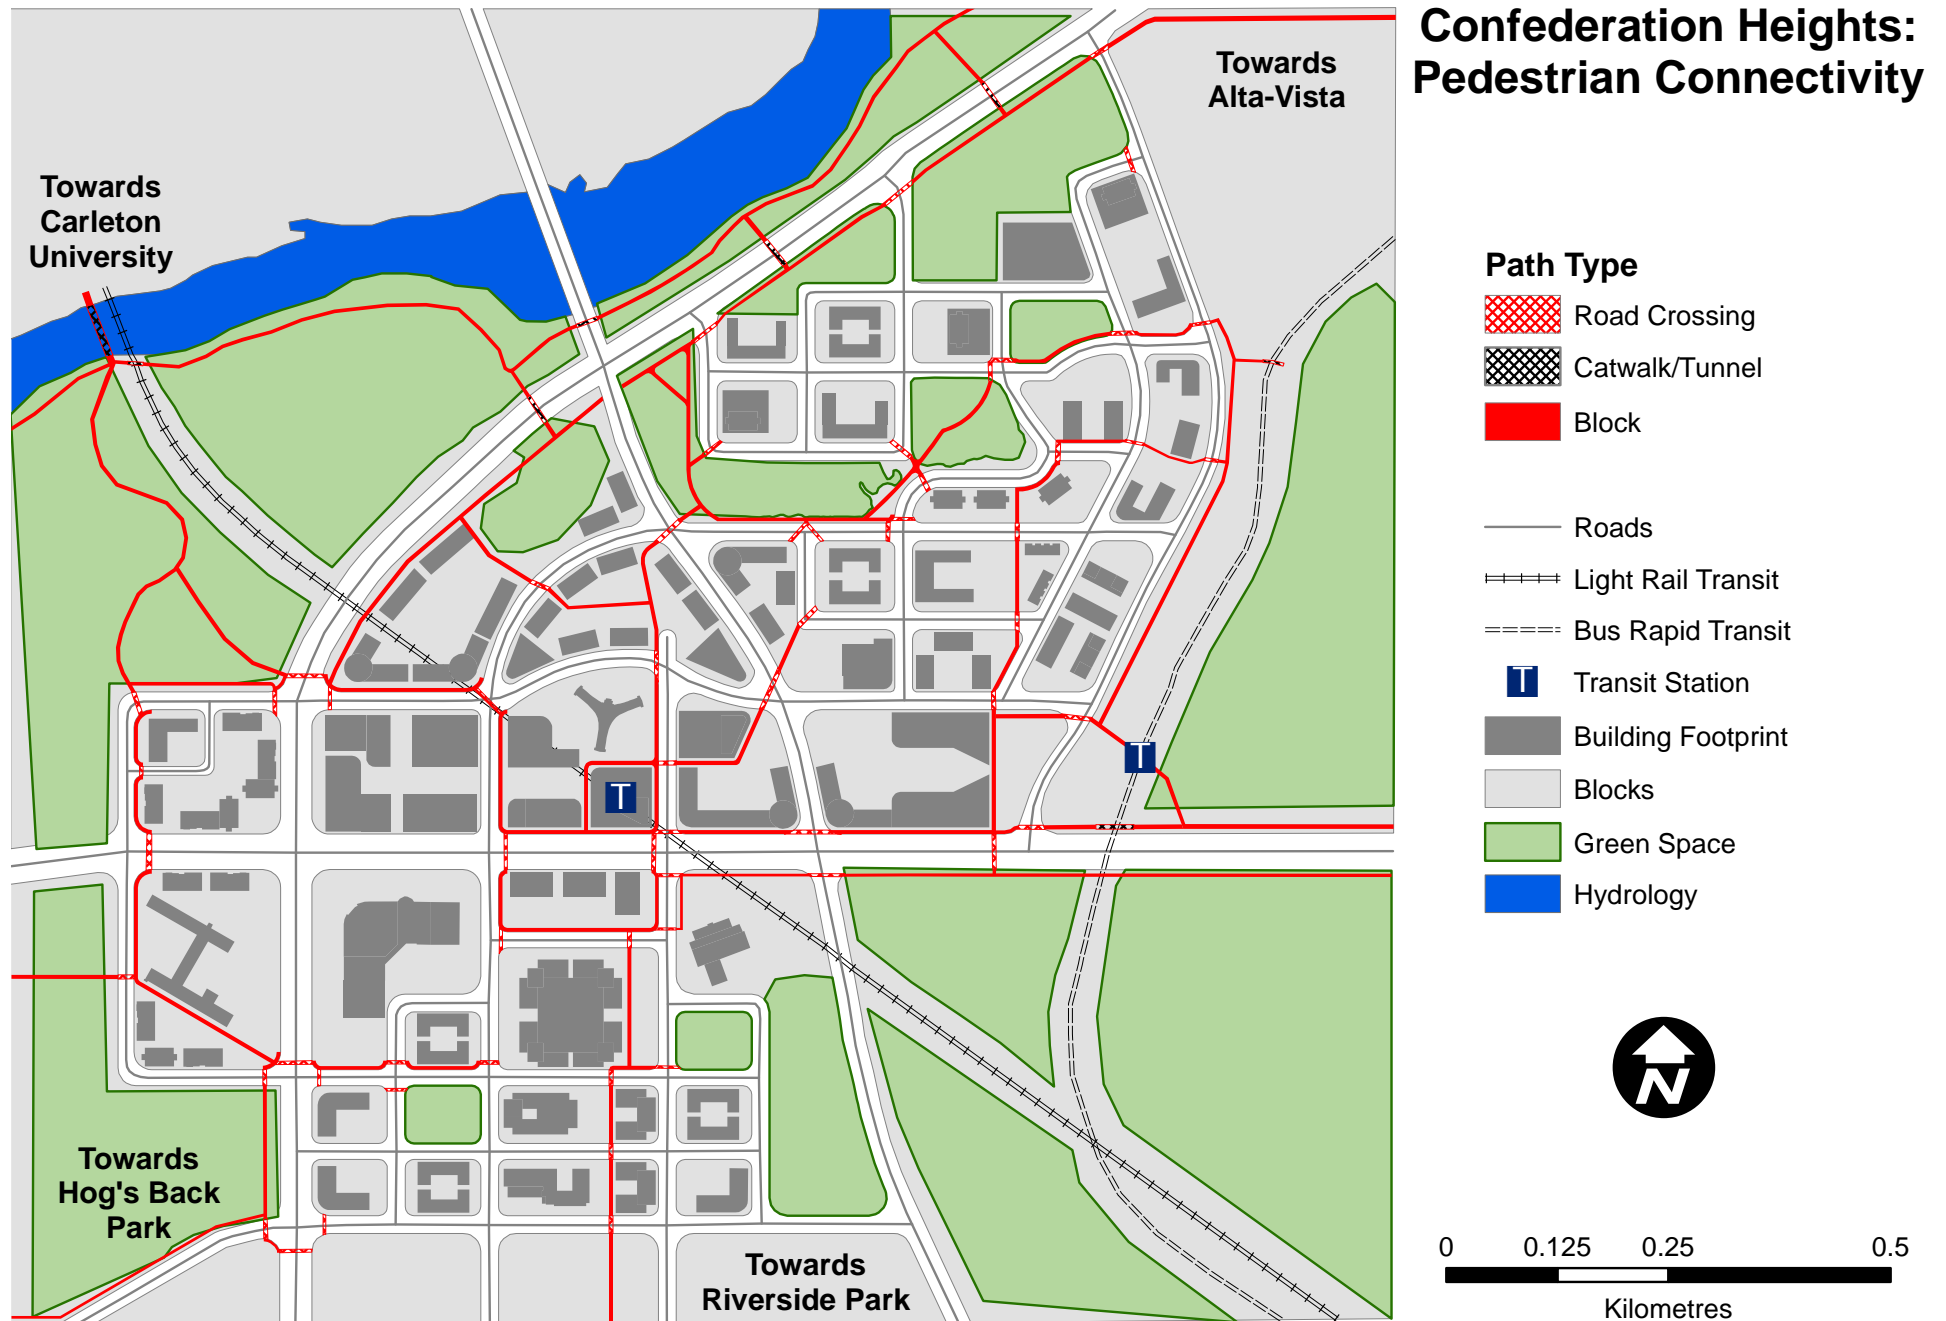 Confederation Heights:
Pedestrian Connectivity
Towards
Alta-Vista
Towards
Carleton
University
Path Type
Road Crossing
Catwalk/Tunnel
Block
Roads
Light Rail Transit
Bus Rapid Transit
T
Transit Station
Building Footprint
Blocks
Green Space
Hydrology
T
T
N
Towards
Hog's Back
Park
Towards
Riverside Park
0 0.125 0.25 0.5
Kilometres